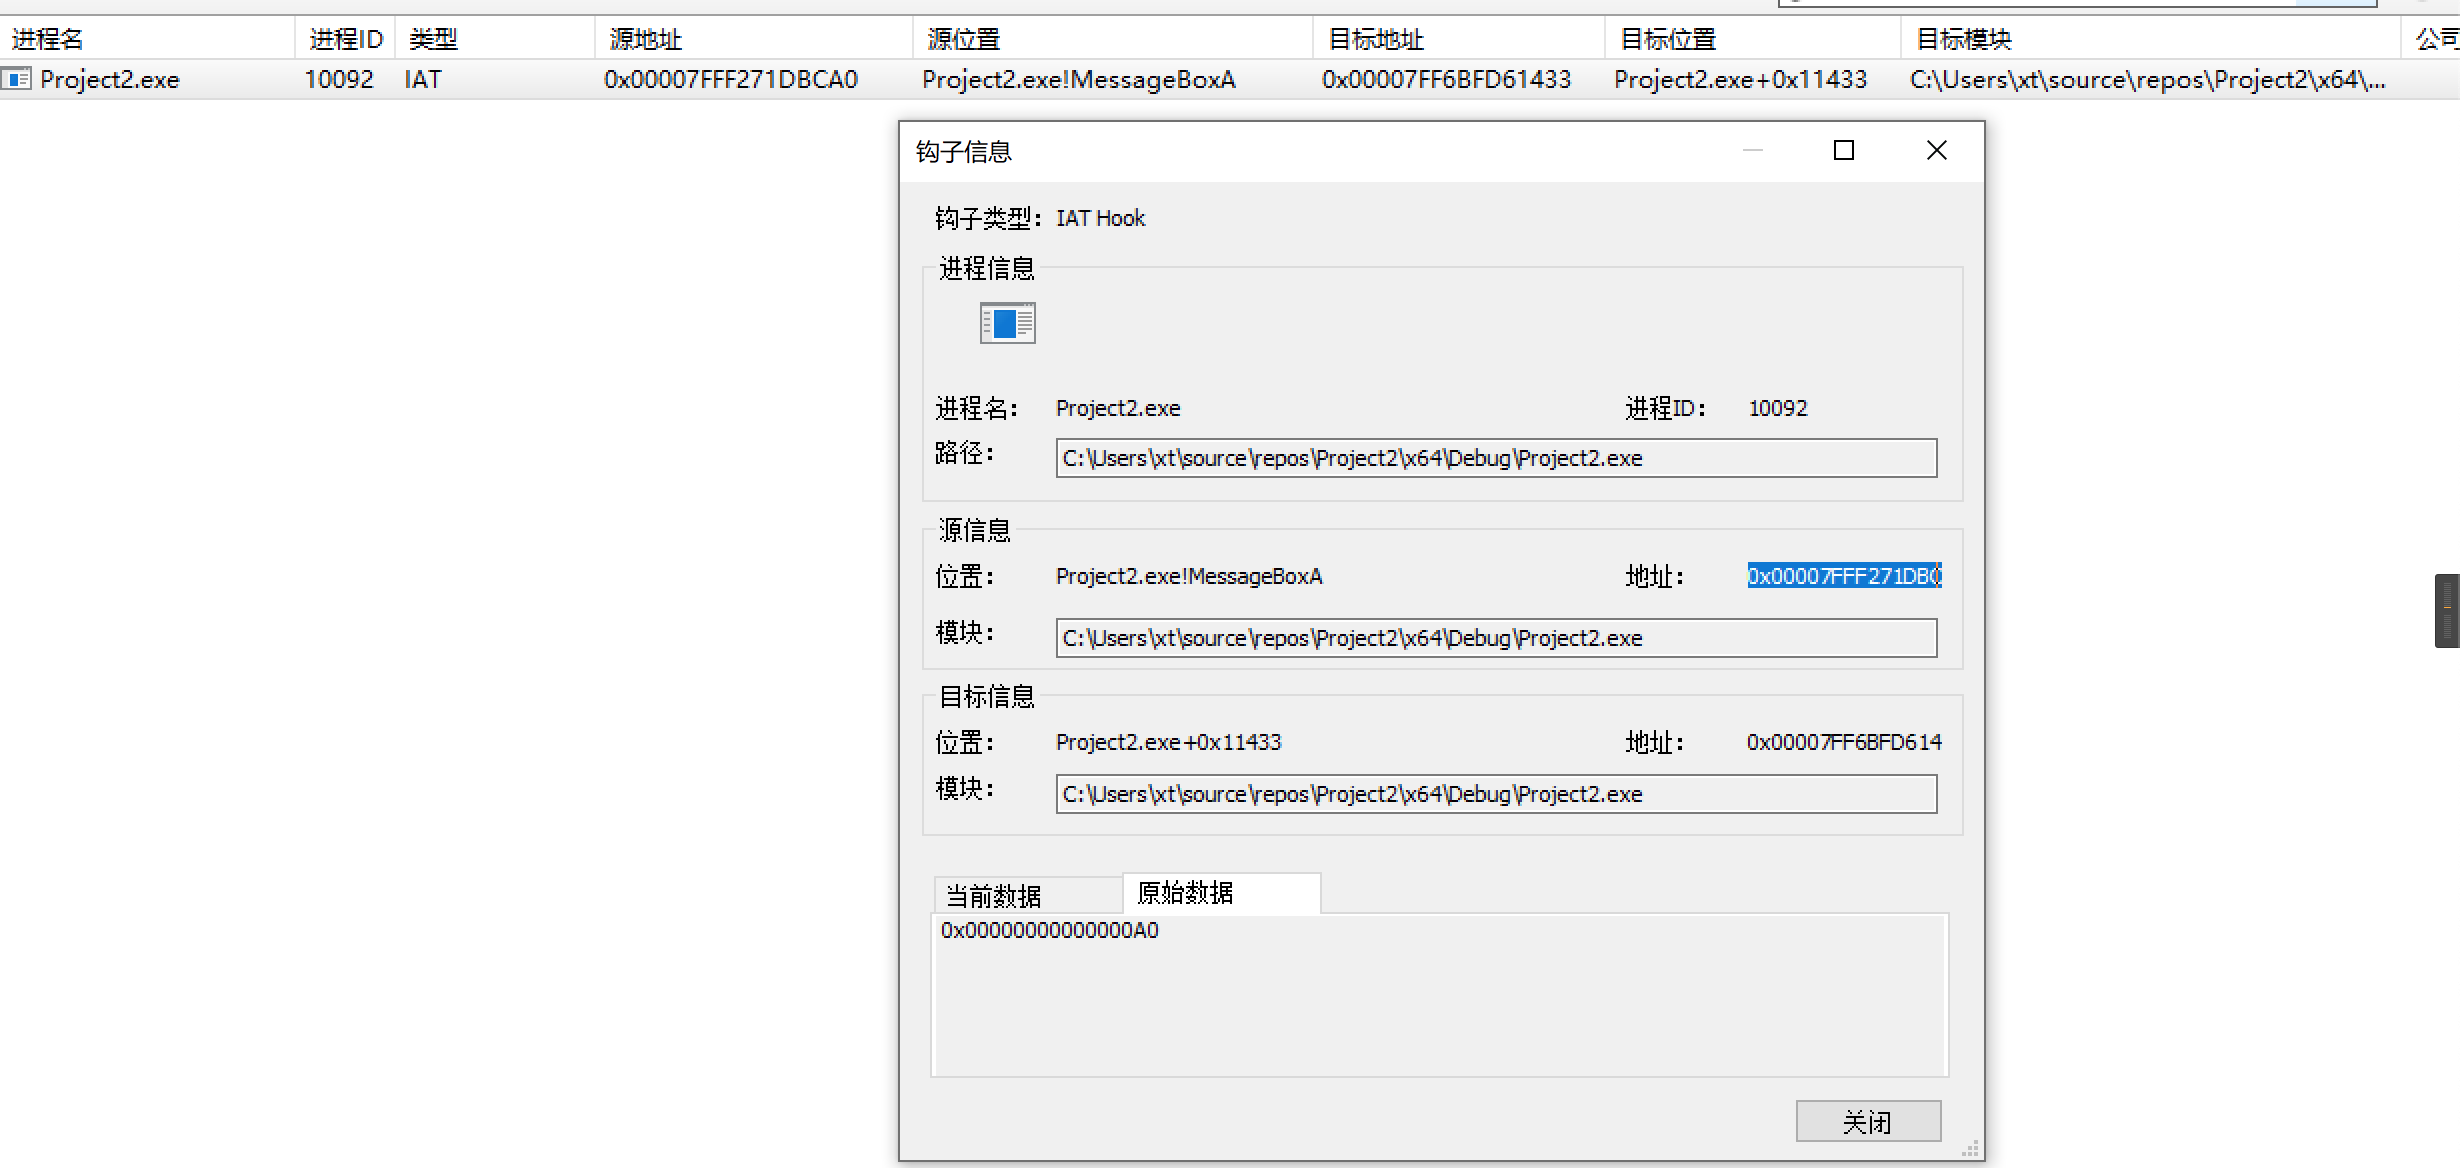 进程名 进程ID 类型 源地址 源位置 目标地址 目标位置 目标模块 公司
Project2.exe 10092 IAT 0x00007FFF271DBCA0 Project2.exe!MessageBoxA 0x00007FF6BFD61433 Project2.exe+0x11433 C:\Users\xt\source\repos\Project2\x64\...
钩子信息
钩子类型: IAT Hook
进程信息
进程名: Project2.exe 进程ID: 10092
路径: C:\Users\xt\source\repos\Project2\x64\Debug\Project2.exe
源信息
位置: Project2.exe!MessageBoxA 地址: 0x00007FFF271DBC
模块: C:\Users\xt\source\repos\Project2\x64\Debug\Project2.exe
目标信息
位置: Project2.exe+0x11433 地址: 0x00007FF6BFD614
模块: C:\Users\xt\source\repos\Project2\x64\Debug\Project2.exe
当前数据 原始数据
0x00000000000000A0
关闭